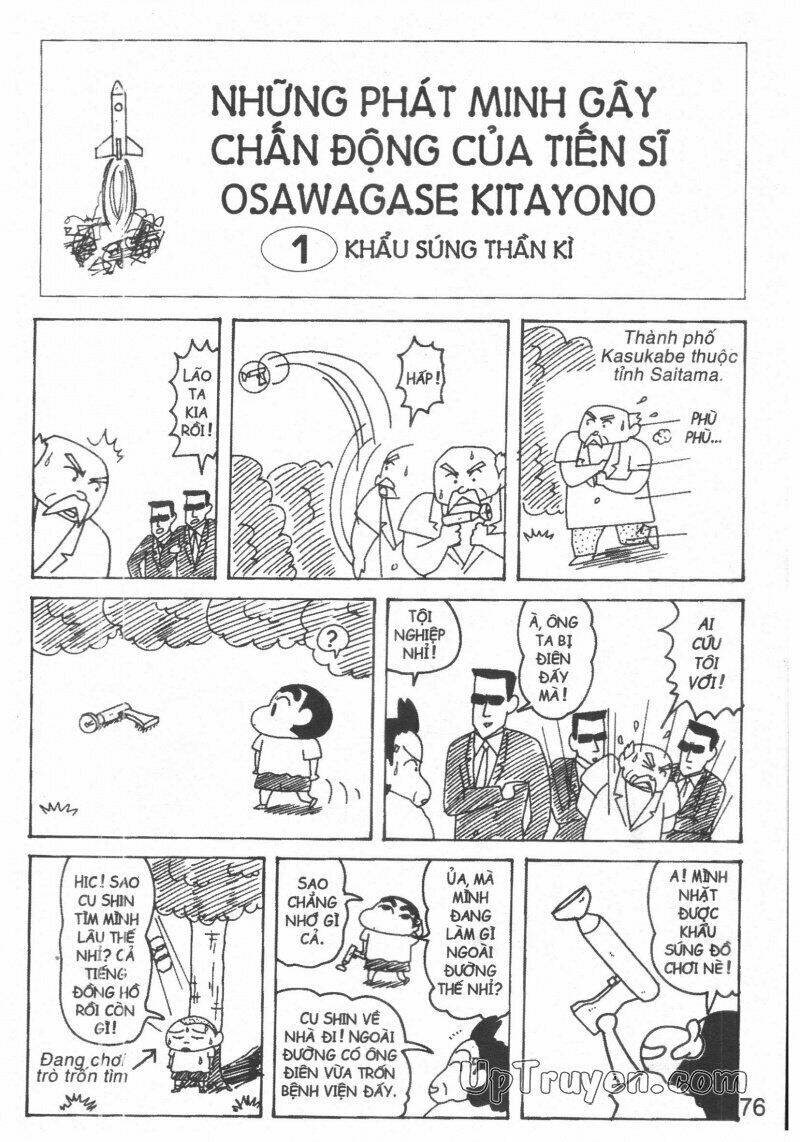 NHỮNG PHÁT MINH GÂY
CHẤN ĐỘNG CỦA TIẾN SĨ
OSAWAGASE KITAYONO
1 KHẨU SÚNG THẦN KÌ
Thành phố
Kasukabe thuộc
tỉnh Saitama.
PHÙ
PHÙ...
HẤP!
LÃO
TA
KIA
RỒI!
AI
CỨU
TÔI
VỚI!
À, ÔNG
TA BỊ
ĐIÊN
ĐẤY
MÀ!
TỘI
NGHIỆP
NHỈ!
?
A! MÌNH
NHẶT
ĐƯỢC
KHẨU
SÚNG ĐỒ
CHƠI NÈ!
ỦA, MÀ
MÌNH
ĐANG
LÀM GÌ
NGOÀI
ĐƯỜNG
THẾ NHỈ?
SAO
CHẲNG
NHỚ GÌ
CẢ.
CU SHIN VỀ
NHÀ ĐI! NGOÀI
ĐƯỜNG CÓ ÔNG
ĐIÊN VỪA TRỐN
BỆNH VIỆN ĐẤY.
HIC! SAO
CU SHIN
TÌM MÌNH
LÂU THẾ
NHỈ? CẢ
TIẾNG
ĐỒNG HỒ
RỒI CÒN
GÌ!
Đang chơi
trò trốn tìm
UpTruyen.com
76